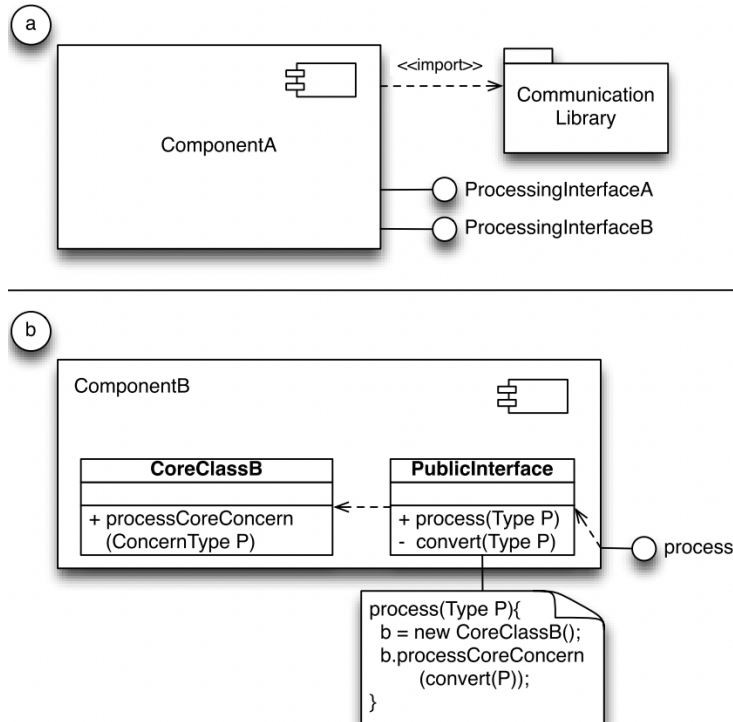 a
<<import>>
Communication
Library
ComponentA
ProcessingInterfaceA
ProcessingInterfaceB
b
ComponentB
CoreClassB
+ processCoreConcern
(ConcernType P)
PublicInterface
+ process(Type P)
- convert(Type P)
process
process(Type P){
b = new CoreClassB();
b.processCoreConcern
(convert(P));
}